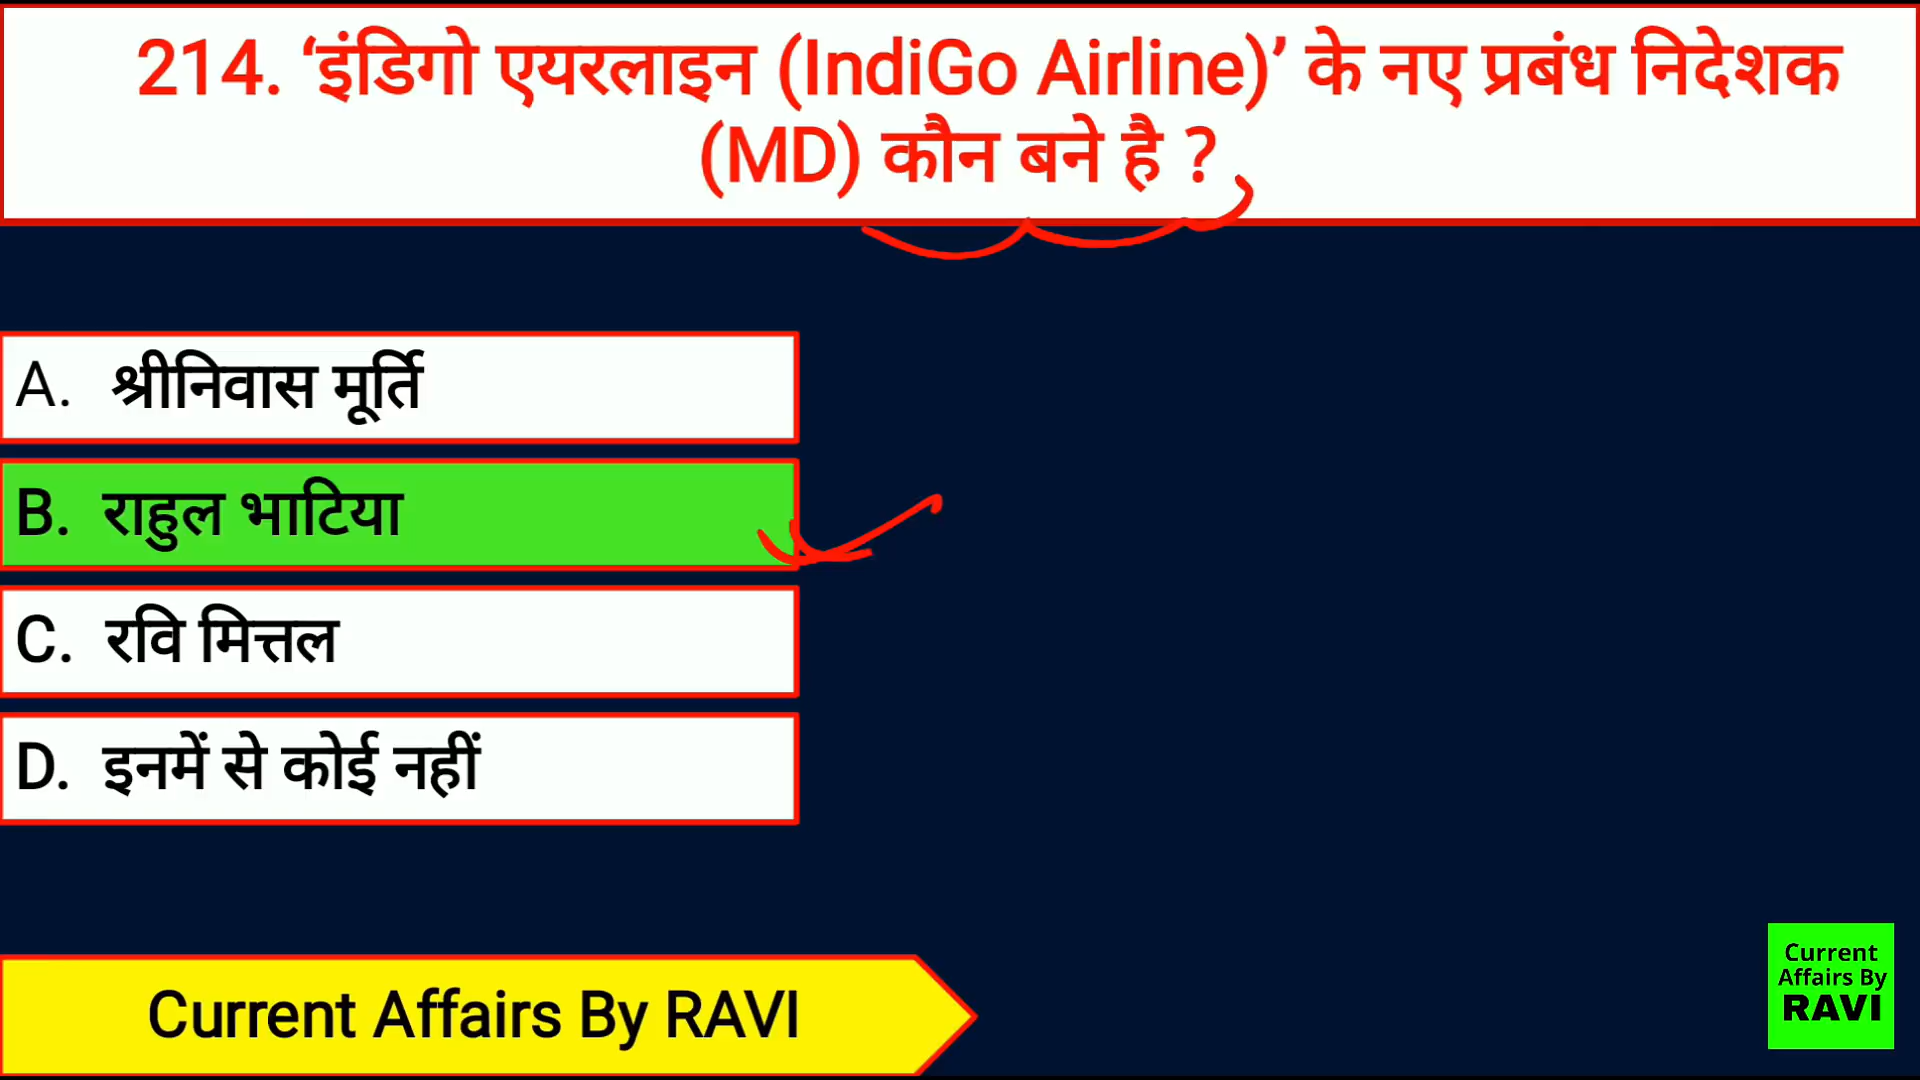 214. ‘इंडिगो एयरलाइन (IndiGo Airline)’ के नए प्रबंध निदेशक
(MD) कौन बने है ?
A. श्रीनिवास मूर्ति
B. राहुल भाटिया
C. रवि मित्तल
D. इनमें से कोई नहीं
Current Affairs By RAVI
Current
Affairs By
RAVI